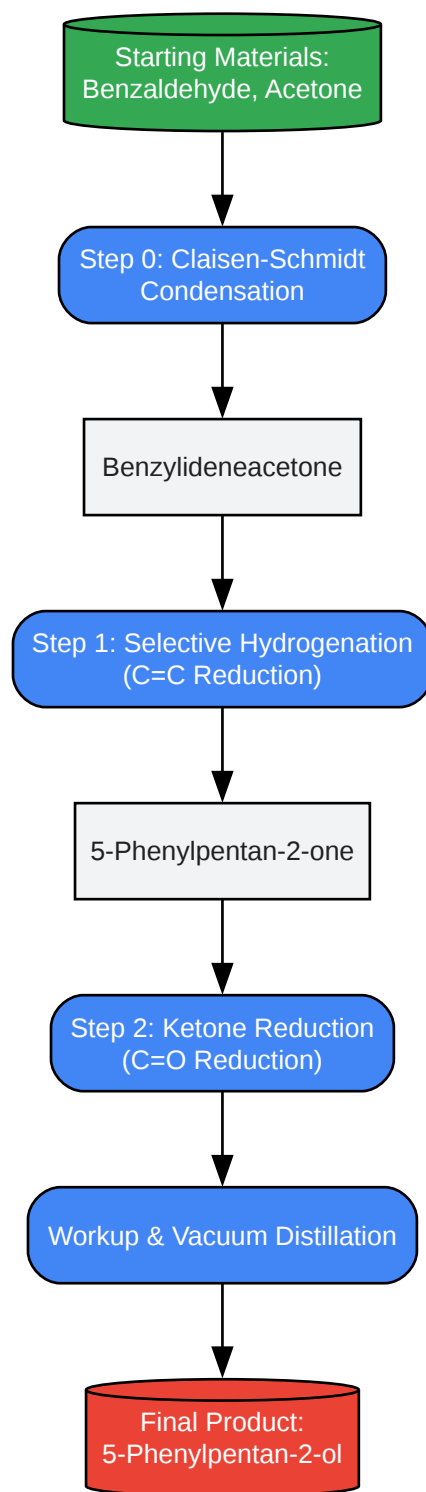 Starting Materials:
Benzaldehyde, Acetone
Step 0: Claisen-Schmidt
Condensation
Benzylideneacetone
Step 1: Selective Hydrogenation
(C=C Reduction)
5-Phenylpentan-2-one
Step 2: Ketone Reduction
(C=O Reduction)
Workup & Vacuum Distillation
Final Product:
5-Phenylpentan-2-ol